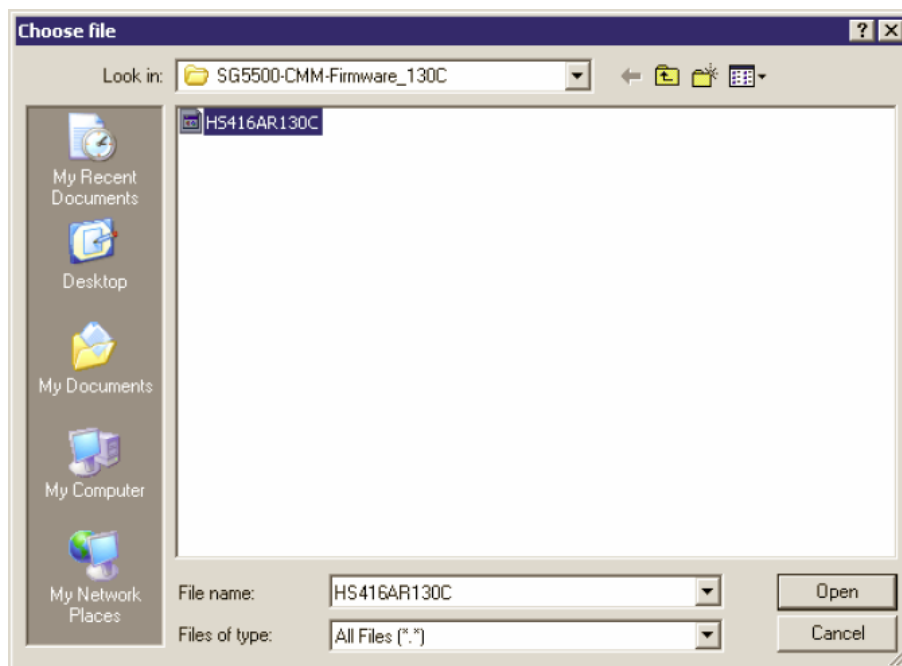 Choose file
Look in: SG5500-CMM-Firmware_130C
HS416AR130C
My Recent
Documents
Desktop
My Documents
My Computer
My Network
Places
File name: HS416AR130C
Open
Files of type: All Files (*.*)
Cancel